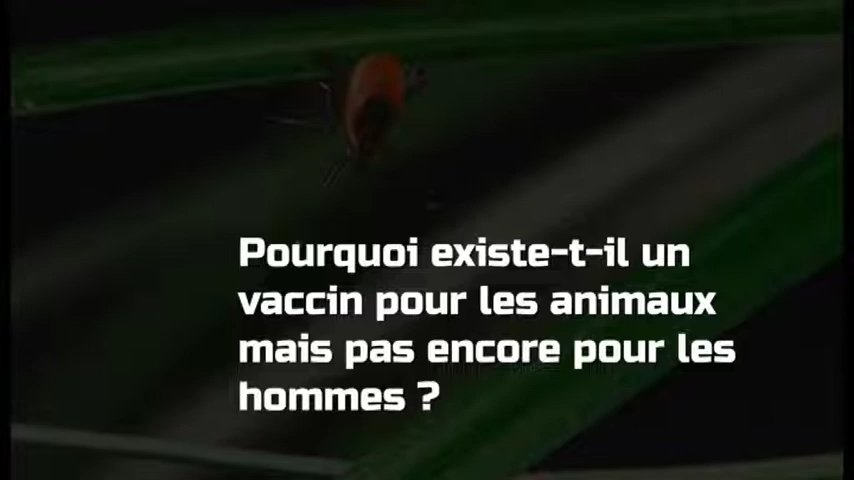 Pourquoi existe-t-il un
vaccin pour les animaux
mais pas encore pour les
hommes ?